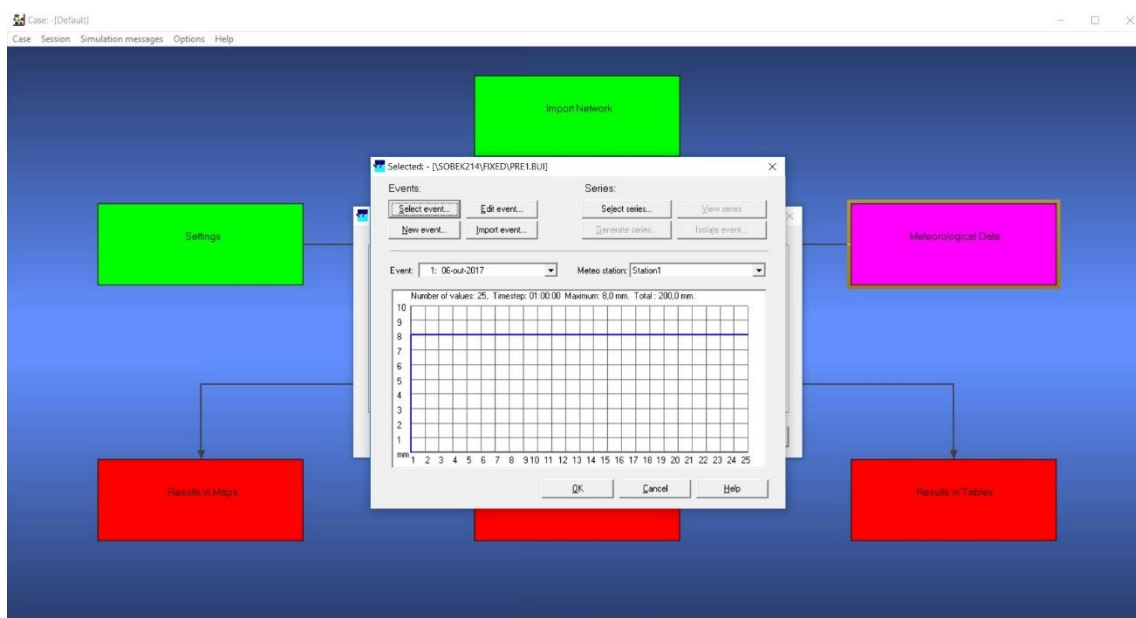 Case: -[Default]
Case Session Simulation messages Options Help
Import Network
Selected: - [\SOBEK214\FIXED\PRE1.BUI]
Events: Series:
Select event... Edit event... Select series... View series
New event... Import event... Generate series... Isolate event...
Settings
Meteorological Data
Event: 1: 06-out-2017 Meteo station: Station1
Number of values: 25, Timestep: 01:00:00 Maximum: 8,0 mm. Total : 200,0 mm.
10
9
8
7
6
5
4
3
2
1
mm 1 2 3 4 5 6 7 8 9 10 11 12 13 14 15 16 17 18 19 20 21 22 23 24 25
OK Cancel Help
Results in Maps
Results in Tables